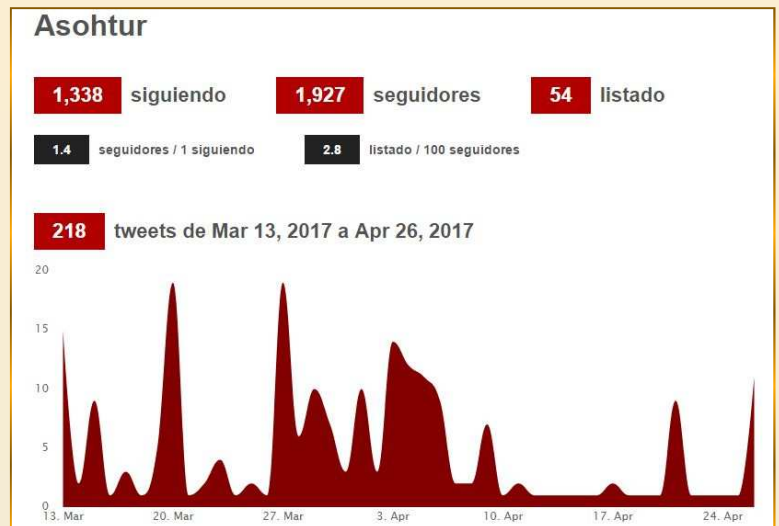 Asohtur
1,338 siguiendo 1,927 seguidores 54 listado
1.4 seguidores / 1 siguiendo 2.8 listado / 100 seguidores
218 tweets de Mar 13, 2017 a Apr 26, 2017
20
15
10
5
0
13. Mar 20. Mar 27. Mar 3. Apr 10. Apr 17. Apr 24. Apr